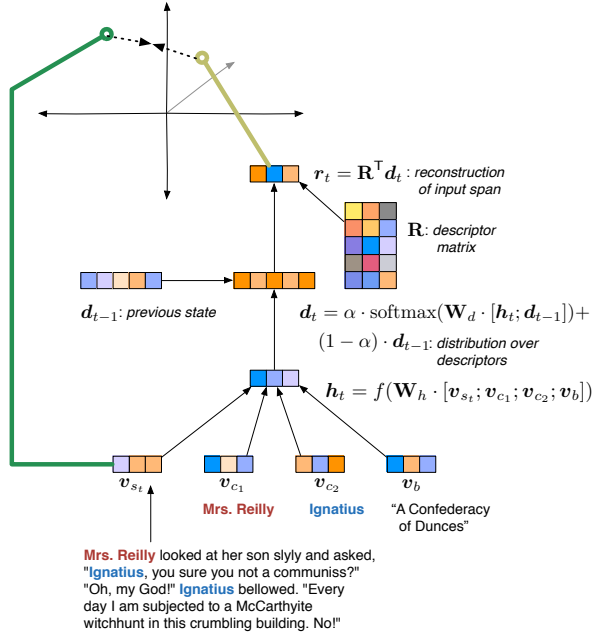 r_t = R^T d_t : reconstruction
of input span
R: descriptor
matrix
d_{t−1}: previous state
d_t = α · softmax(W_d · [h_t; d_{t−1}])+
(1 − α) · d_{t−1}: distribution over
descriptors
h_t = f(W_h · [v_{s_t}; v_{c_1}; v_{c_2}; v_b])
v_{s_t} v_{c_1} v_{c_2} v_b
Mrs. Reilly Ignatius "A Confederacy
of Dunces"
Mrs. Reilly looked at her son slyly and asked,
"Ignatius, you sure you not a communiss?"
"Oh, my God!" Ignatius bellowed. "Every
day I am subjected to a McCarthyite
witchhunt in this crumbling building. No!"